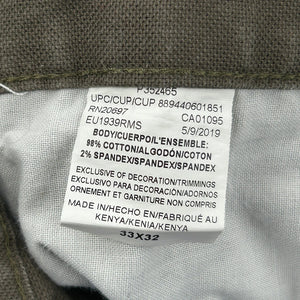 P352465
UPC/CUP/CUP 889440601851
RN20697 CA01095
EU1939RMS 5/9/2019
BODY/CUERPO/L'ENSEMBLE:
98% COTTON/ALGODÓN/COTON
2% SPANDEX/SPANDEX/SPANDEX
EXCLUSIVE OF DECORATION/TRIMMINGS
EXCLUSIVO DE DECORACIÓN/ADORNOS
ORNEMENT ET GARNITURE NON COMPRIS
MADE IN/HECHO EN/FABRIQUÉ AU
KENYA/KENIA/KENYA
33X32